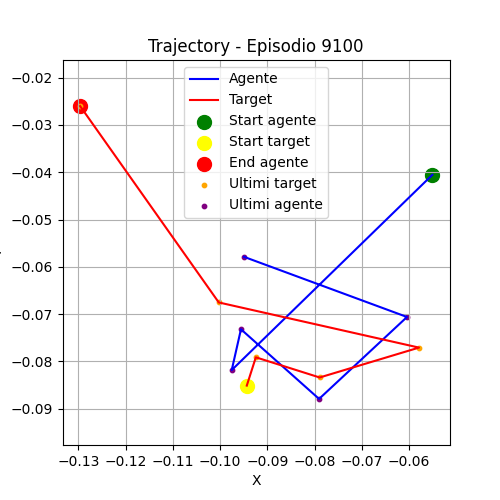 Trajectory - Episodio 9100
Agente
Target
Start agente
Start target
End agente
Ultimi target
Ultimi agente
−0.02
−0.03
−0.04
−0.05
−0.06
−0.07
−0.08
−0.09
−0.13 −0.12 −0.11 −0.10 −0.09 −0.08 −0.07 −0.06
X